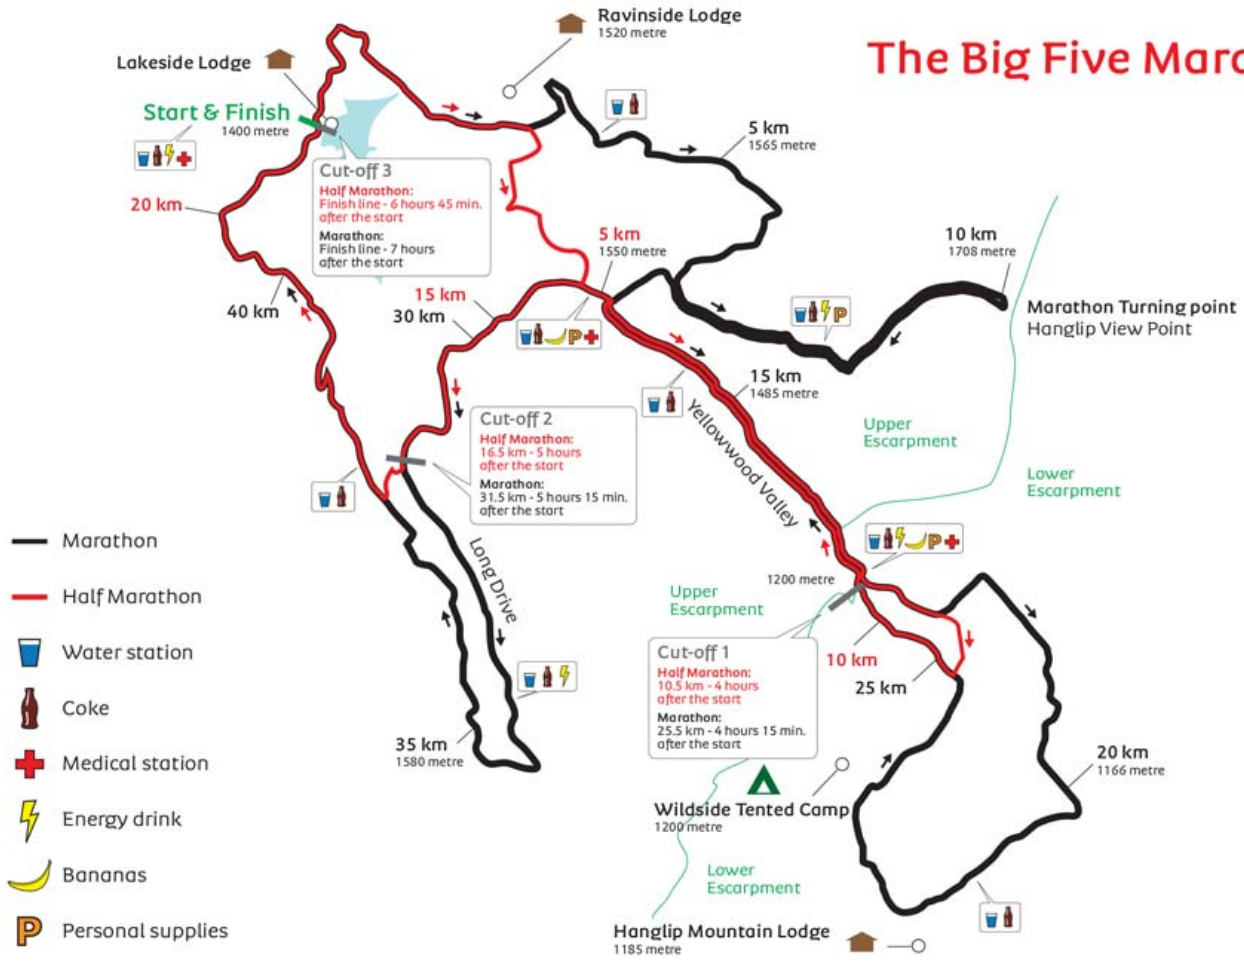 Ravinside Lodge
1520 metre
The Big Five Mara
Lakeside Lodge
Start & Finish
1400 metre
5 km
1565 metre
Cut-off 3
Half Marathon:
Finish line - 6 hours 45 min.
after the start
Marathon:
Finish line - 7 hours
after the start
20 km
5 km
1550 metre
10 km
1708 metre
40 km
15 km
30 km
P
P
Marathon Turning point
Hanglip View Point
15 km
1485 metre
Yellowwood Valley
Upper
Escarpment
Lower
Escarpment
Cut-off 2
Half Marathon:
16.5 km - 5 hours
after the start
Marathon:
31.5 km - 5 hours 15 min.
after the start
Long Drive
P
1200 metre
Upper
Escarpment
Cut-off 1
Half Marathon:
10.5 km - 4 hours
after the start
Marathon:
25.5 km - 4 hours 15 min.
after the start
10 km
25 km
35 km
1580 metre
20 km
1166 metre
Wildside Tented Camp
1200 metre
Lower
Escarpment
Hanglip Mountain Lodge
1185 metre
Marathon
Half Marathon
Water station
Coke
Medical station
Energy drink
Bananas
P Personal supplies